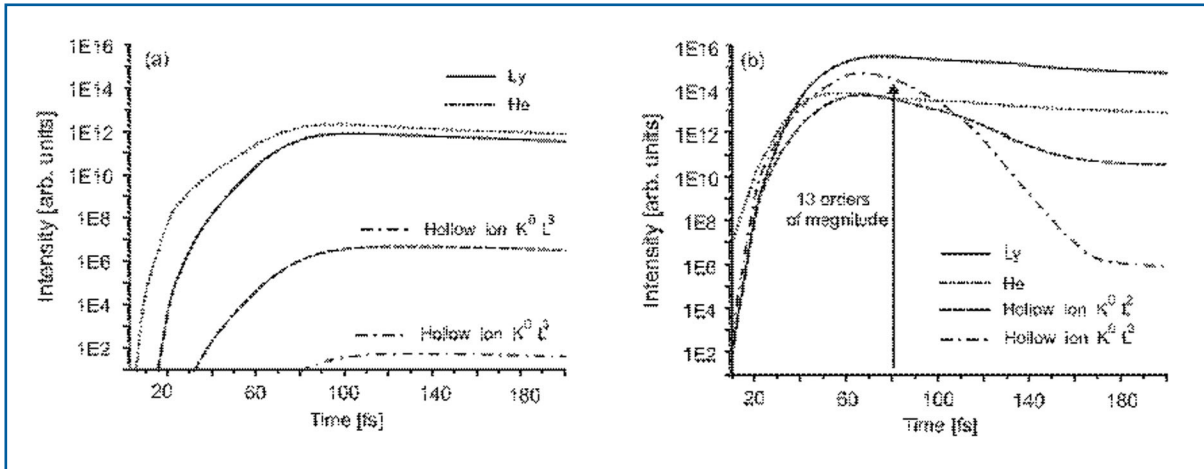 (a)
1E16
1E14
1E12
1E10
1E8
1E6
1E4
1E2
Intensity [arb. units]
Ly
He
Hollow ion K⁰ L³
Hollow ion K⁰
20
60
100
140
180
Time [fs]
(b)
1E16
1E14
1E12
1E10
1E8
1E6
1E4
1E2
Intensity [arb. units]
13 orders
of megnitude
Ly
He
Hollow ion K⁰ L²
Hollow ion K⁰ L³
20
60
100
140
180
Time [fs]